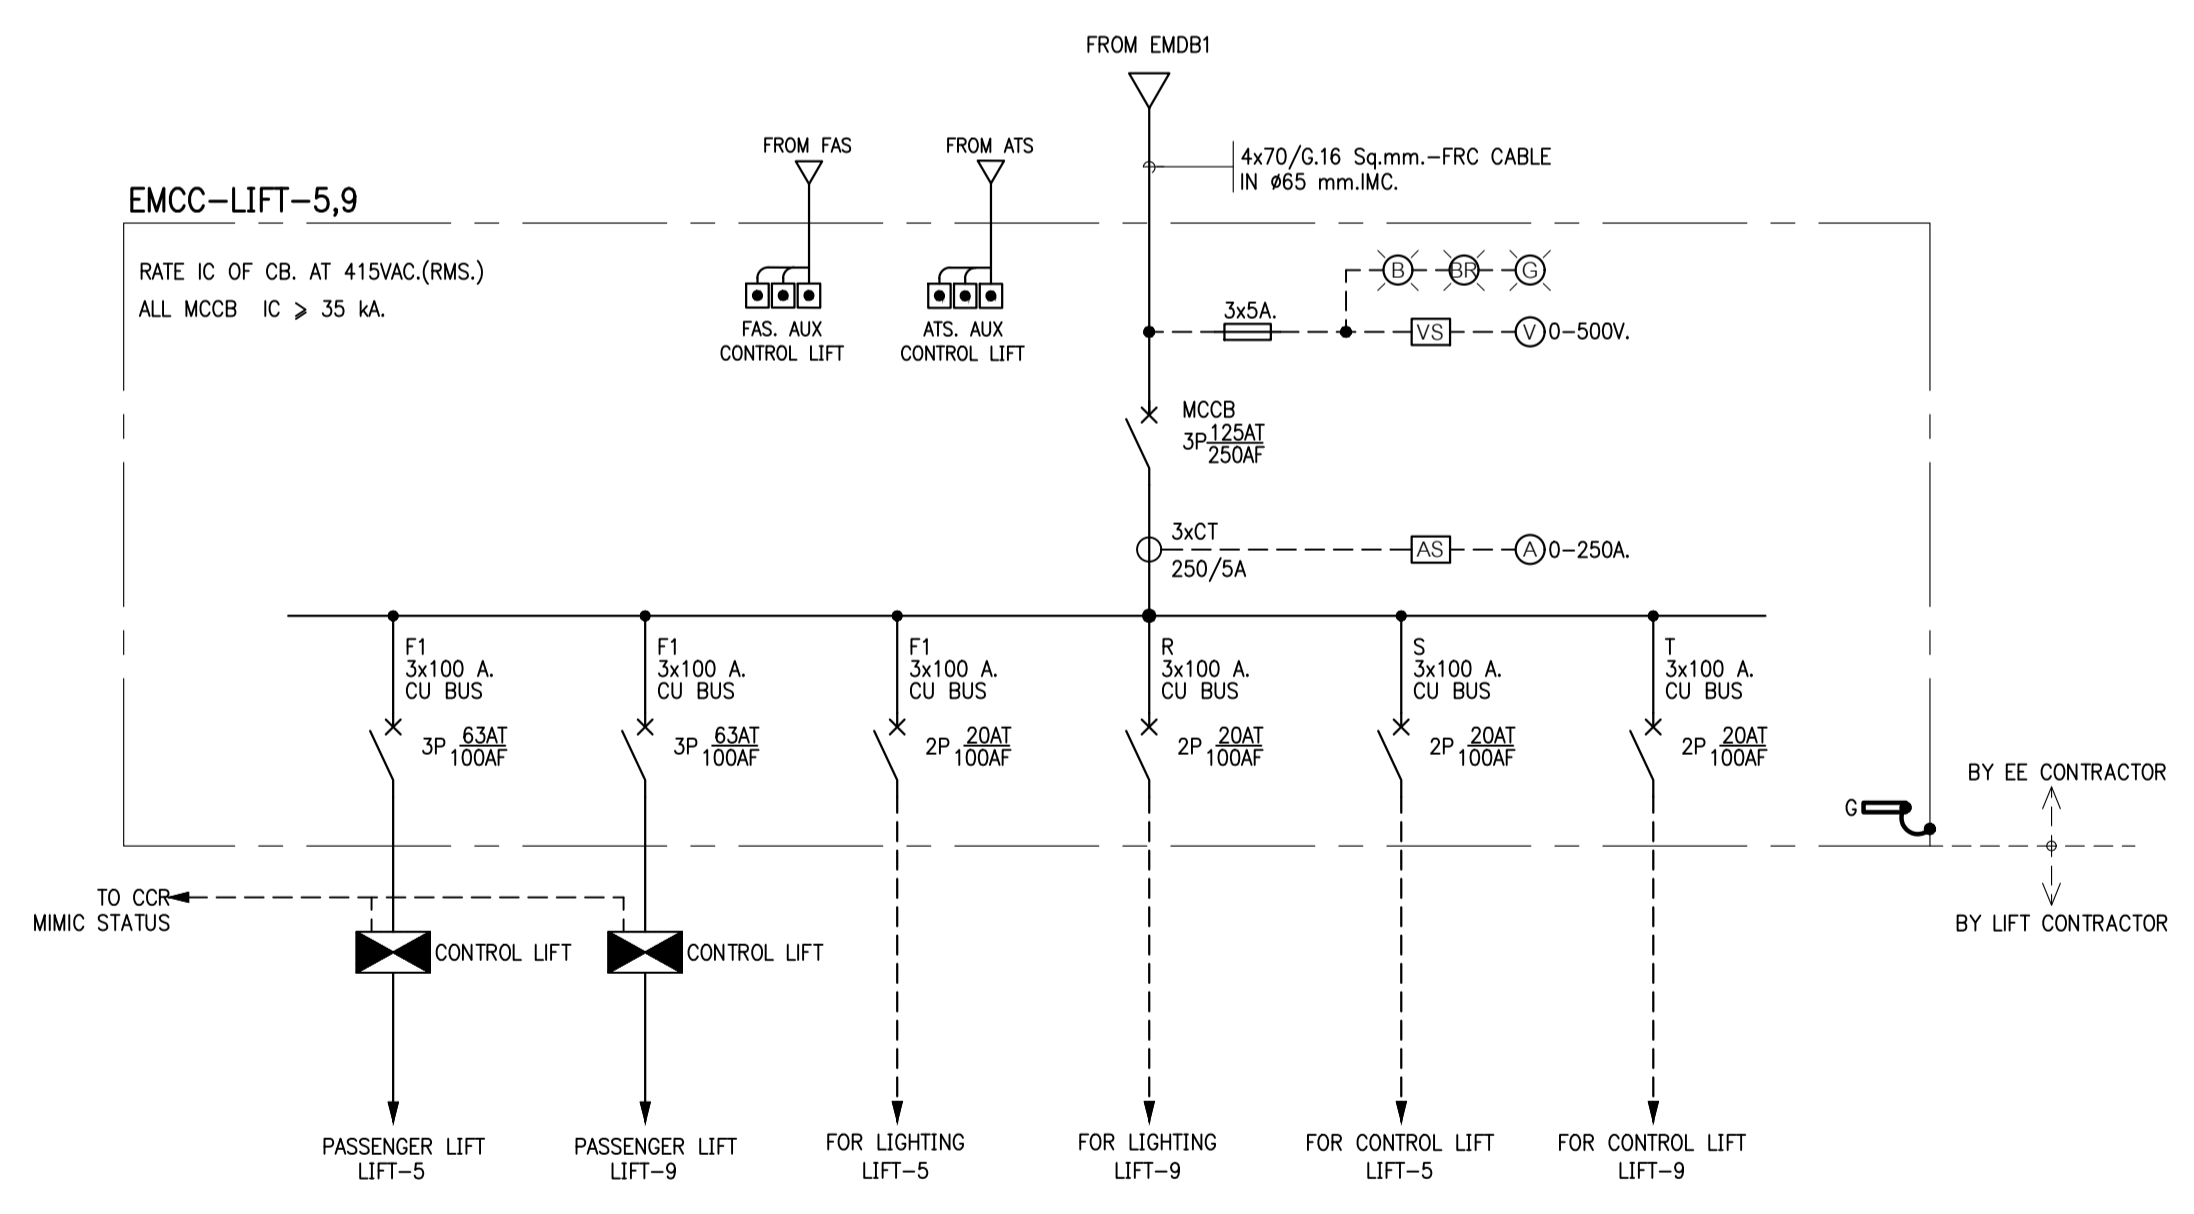 FROM EMDB1
FROM FAS
FROM ATS
4x70/G.16 Sq.mm.-FRC CABLE
IN ø65 mm.IMC.
EMCC-LIFT-5,9
RATE IC OF CB. AT 415VAC.(RMS.)
ALL MCCB IC ⩾ 35 kA.
B
BR
G
3x5A.
VS
V
0-500V.
FAS. AUX
CONTROL LIFT
ATS. AUX
CONTROL LIFT
MCCB
3P 125AT
250AF
3xCT
250/5A
AS
A
0-250A.
F1
3x100 A.
CU BUS
3P, 63AT
100AF
F1
3x100 A.
CU BUS
3P, 63AT
100AF
F1
3x100 A.
CU BUS
2P, 20AT
100AF
R
3x100 A.
CU BUS
2P, 20AT
100AF
S
3x100 A.
CU BUS
2P, 20AT
100AF
T
3x100 A.
CU BUS
2P, 20AT
100AF
G
BY EE CONTRACTOR
BY LIFT CONTRACTOR
TO CCR
MIMIC STATUS
CONTROL LIFT
CONTROL LIFT
PASSENGER LIFT
LIFT-5
PASSENGER LIFT
LIFT-9
FOR LIGHTING
LIFT-5
FOR LIGHTING
LIFT-9
FOR CONTROL LIFT
LIFT-5
FOR CONTROL LIFT
LIFT-9